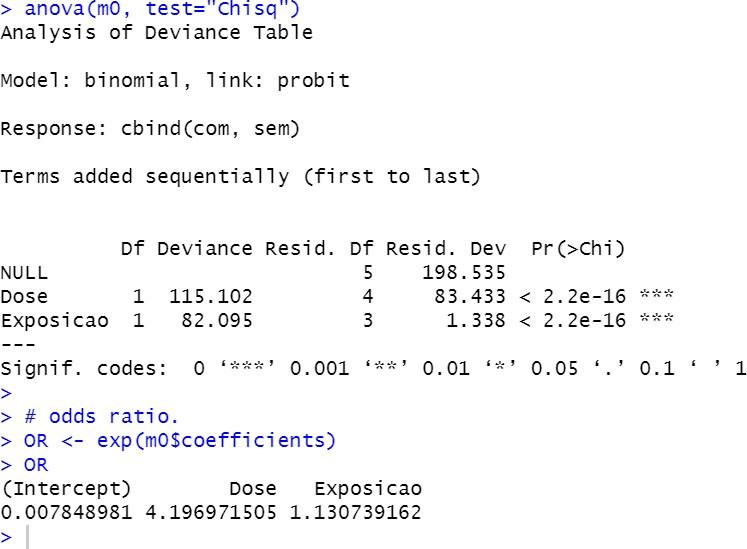 > anova(m0, test="Chisq")
Analysis of Deviance Table
Model: binomial, link: probit
Response: cbind(com, sem)
Terms added sequentially (first to last)
Df Deviance Resid. Df Resid. Dev Pr(>Chi)
NULL 5 198.535
Dose 1 115.102 4 83.433 < 2.2e-16 ***
Exposicao 1 82.095 3 1.338 < 2.2e-16 ***
---
Signif. codes: 0 ‘***’ 0.001 ‘**’ 0.01 ‘*’ 0.05 ‘.’ 0.1 ‘ ’ 1
>
> # odds ratio.
> OR <- exp(m0$coefficients)
> OR
(Intercept) Dose Exposicao
0.007848981 4.196971505 1.130739162
>